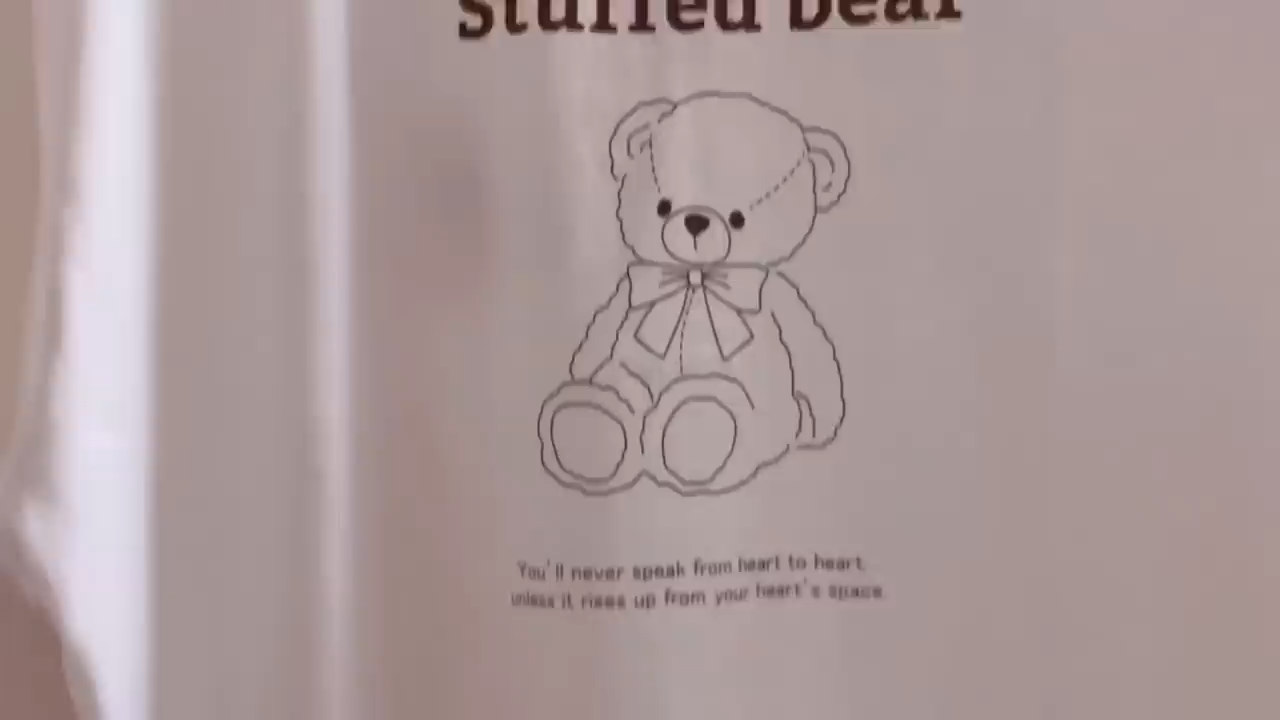 stuffed bear
You'll never speak from heart to heart,
unless it rises up from your heart's space.